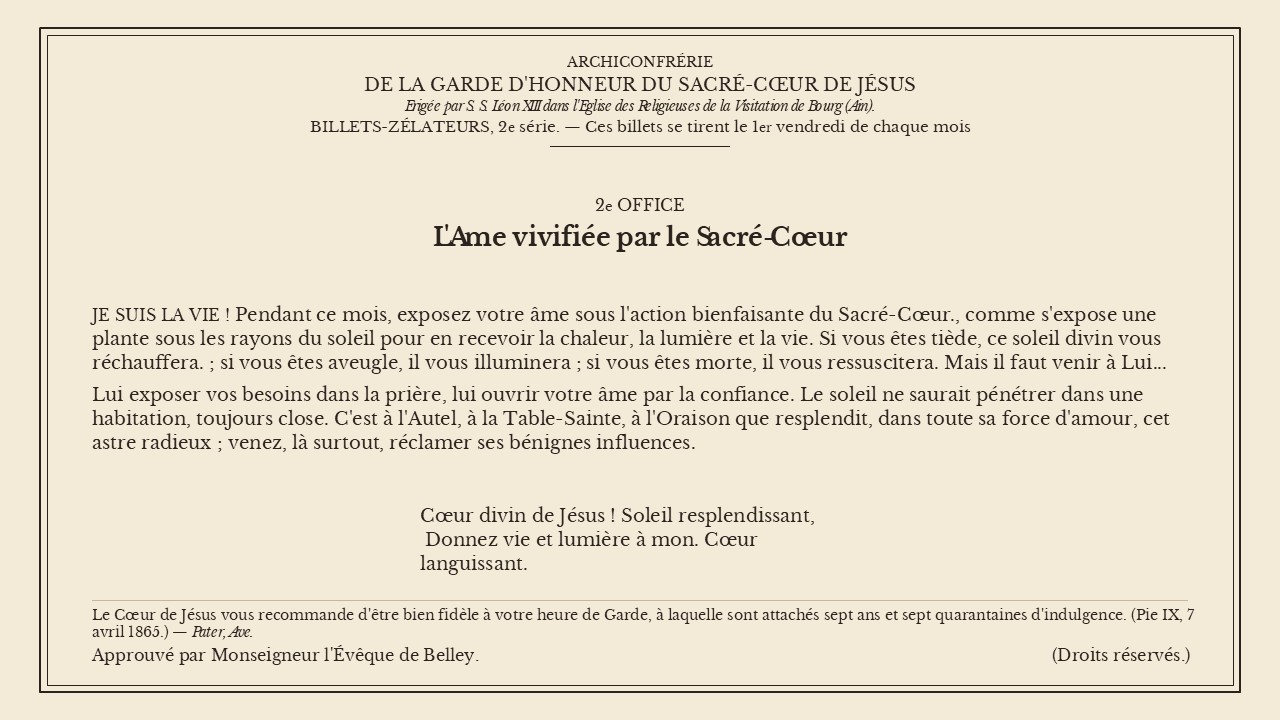 ARCHICONFRÉRIE
DE LA GARDE D'HONNEUR DU SACRÉ-CŒUR DE JÉSUS
Erigée par S. S. Léon XIII dans l'Eglise des Religieuses de la Visitation de Bourg (Ain).
BILLETS-ZÉLATEURS, 2e série. — Ces billets se tirent le 1er vendredi de chaque mois
2e OFFICE
L'Ame vivifiée par le Sacré-Cœur
JE SUIS LA VIE ! Pendant ce mois, exposez votre âme sous l'action bienfaisante du Sacré-Cœur., comme s'expose une
plante sous les rayons du soleil pour en recevoir la chaleur, la lumière et la vie. Si vous êtes tiède, ce soleil divin vous
réchauffera. ; si vous êtes aveugle, il vous illuminera ; si vous êtes morte, il vous ressuscitera. Mais il faut venir à Lui...
Lui exposer vos besoins dans la prière, lui ouvrir votre âme par la confiance. Le soleil ne saurait pénétrer dans une
habitation, toujours close. C'est à l'Autel, à la Table-Sainte, à l'Oraison que resplendit, dans toute sa force d'amour, cet
astre radieux ; venez, là surtout, réclamer ses bénignes influences.
Cœur divin de Jésus ! Soleil resplendissant,
Donnez vie et lumière à mon. Cœur
languissant.
Le Cœur de Jésus vous recommande d'être bien fidèle à votre heure de Garde, à laquelle sont attachés sept ans et sept quarantaines d'indulgence. (Pie IX, 7
avril 1865.) — Pater, Ave.
Approuvé par Monseigneur l'Évêque de Belley. (Droits réservés.)